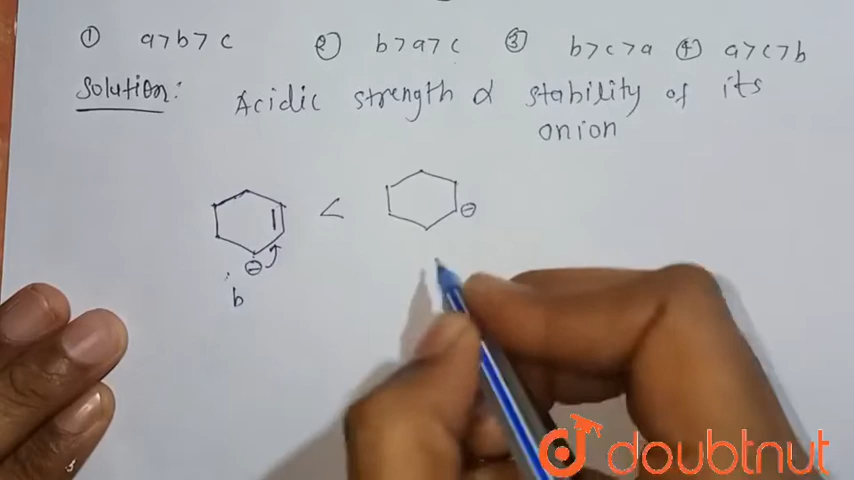 ① a>b>c ② b>a>c ③ b>c>a ④ a>c>b
Solution: Acidic strength α stability of its
onion
<
⊖ ⊖
b
doubtnut